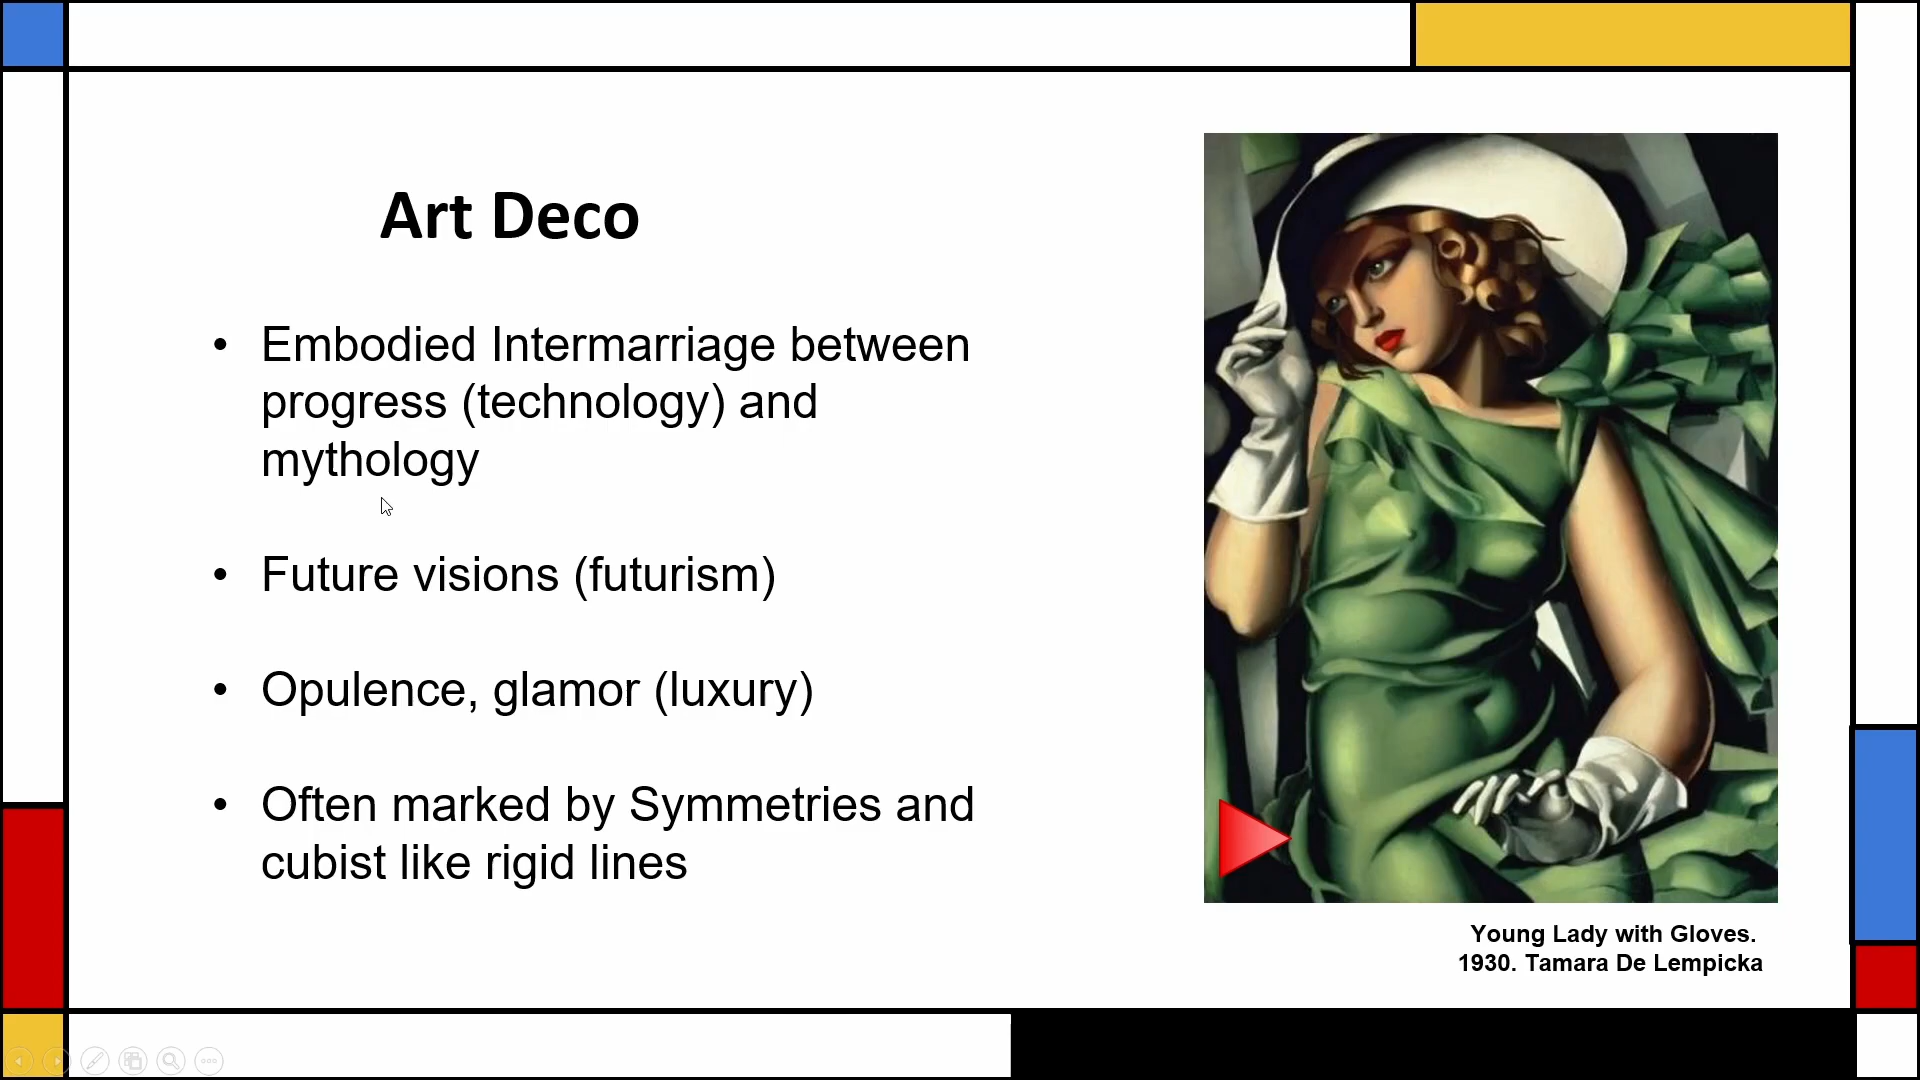 Art Deco
• Embodied Intermarriage between
progress (technology) and
mythology
• Future visions (futurism)
• Opulence, glamor (luxury)
• Often marked by Symmetries and
cubist like rigid lines
Young Lady with Gloves.
1930. Tamara De Lempicka